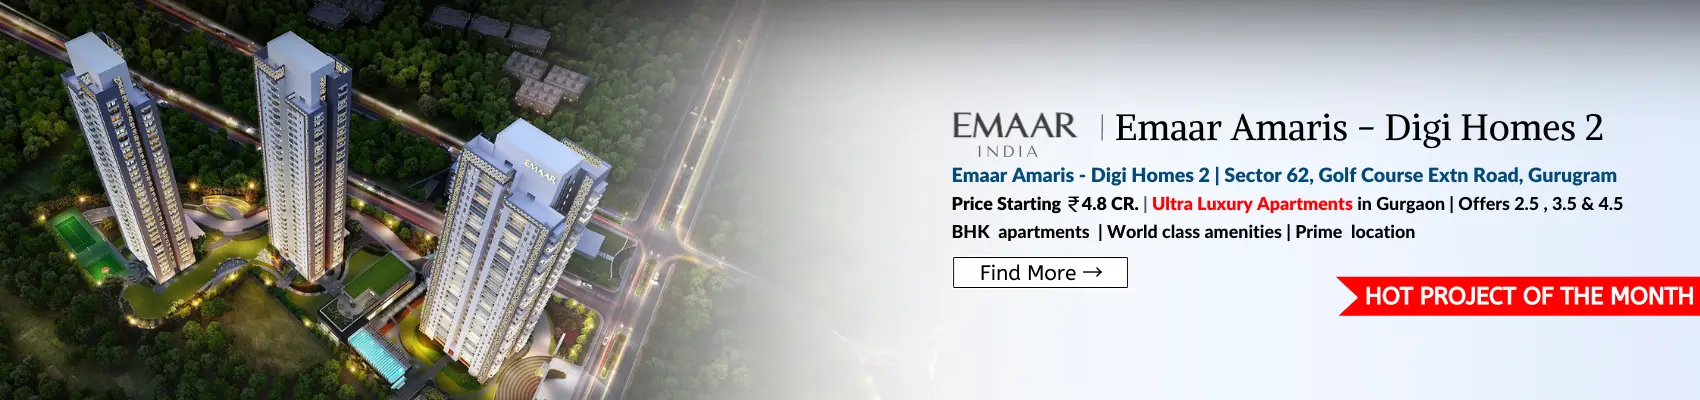 EMAAR
EMAAR
INDIA
| Emaar Amaris - Digi Homes 2
Emaar Amaris - Digi Homes 2 | Sector 62, Golf Course Extn Road, Gurugram
Price Starting ₹4.8 CR. | Ultra Luxury Apartments in Gurgaon | Offers 2.5 , 3.5 & 4.5
BHK apartments | World class amenities | Prime location
Find More →
HOT PROJECT OF THE MONTH